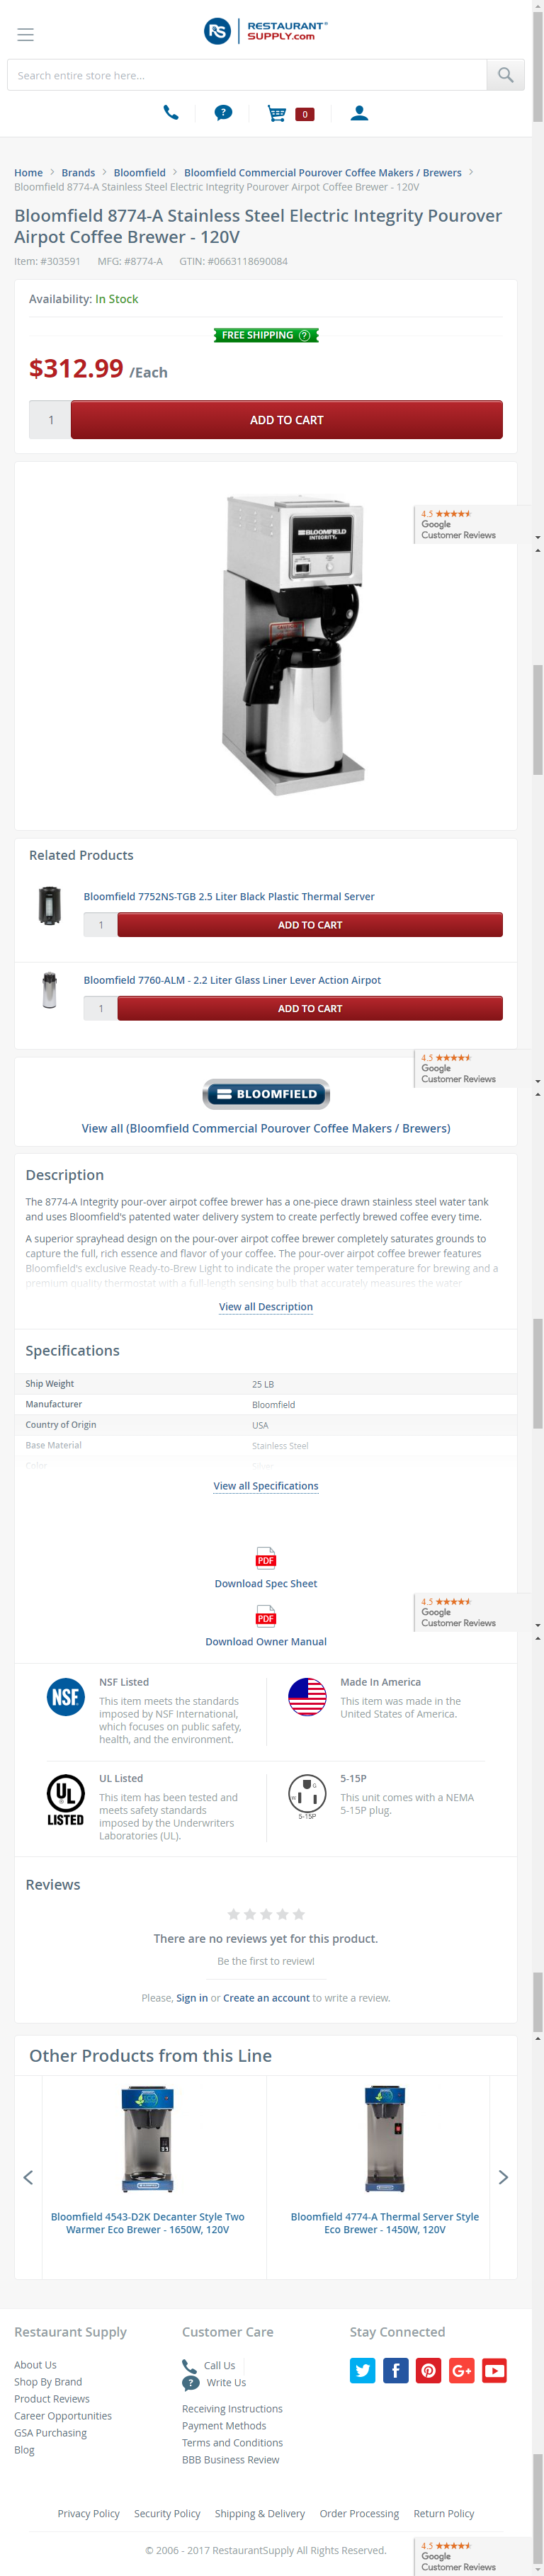 RS RESTAURANT
SUPPLY.com
Search entire store here...
? 0
Home > Brands > Bloomfield > Bloomfield Commercial Pourover Coffee Makers / Brewers >
Bloomfield 8774-A Stainless Steel Electric Integrity Pourover Airpot Coffee Brewer - 120V
Bloomfield 8774-A Stainless Steel Electric Integrity Pourover
Airpot Coffee Brewer - 120V
Item: #303591 MFG: #8774-A GTIN: #0663118690084
Availability: In Stock
FREE SHIPPING ?
$312.99 /Each
1 ADD TO CART
BLOOMFIELD
INTEGRITY
4.5
Google
Customer Reviews
Related Products
Bloomfield 7752NS-TGB 2.5 Liter Black Plastic Thermal Server
1 ADD TO CART
Bloomfield 7760-ALM - 2.2 Liter Glass Liner Lever Action Airpot
1 ADD TO CART
4.5
Google
Customer Reviews
BLOOMFIELD
View all (Bloomfield Commercial Pourover Coffee Makers / Brewers)
Description
The 8774-A Integrity pour-over airpot coffee brewer has a one-piece drawn stainless steel water tank
and uses Bloomfield's patented water delivery system to create perfectly brewed coffee every time.
A superior sprayhead design on the pour-over airpot coffee brewer completely saturates grounds to
capture the full, rich essence and flavor of your coffee. The pour-over airpot coffee brewer features
Bloomfield's exclusive Ready-to-Brew Light to indicate the proper water temperature for brewing and a
premium quality thermostat with a full-length sensing bulb that accurately measures the water
View all Description
Specifications
Ship Weight 25 LB
Manufacturer Bloomfield
Country of Origin USA
Base Material Stainless Steel
Color Silver
View all Specifications
PDF
Download Spec Sheet
PDF
Download Owner Manual
4.5
Google
Customer Reviews
NSF
NSF Listed
This item meets the standards
imposed by NSF International,
which focuses on public safety,
health, and the environment.
Made In America
This item was made in the
United States of America.
UL
LISTED
UL Listed
This item has been tested and
meets safety standards
imposed by the Underwriters
Laboratories (UL).
G
W
5-15P
5-15P
This unit comes with a NEMA
5-15P plug.
Reviews
There are no reviews yet for this product.
Be the first to review!
Please, Sign in or Create an account to write a review.
Other Products from this Line
Bloomfield 4543-D2K Decanter Style Two
Warmer Eco Brewer - 1650W, 120V
Bloomfield 4774-A Thermal Server Style
Eco Brewer - 1450W, 120V
Restaurant Supply
About Us
Shop By Brand
Product Reviews
Career Opportunities
GSA Purchasing
Blog
Customer Care
Call Us
? Write Us
Receiving Instructions
Payment Methods
Terms and Conditions
BBB Business Review
Stay Connected
f G+
Privacy Policy Security Policy Shipping & Delivery Order Processing Return Policy
© 2006 - 2017 RestaurantSupply All Rights Reserved.
4.5
Google
Customer Reviews